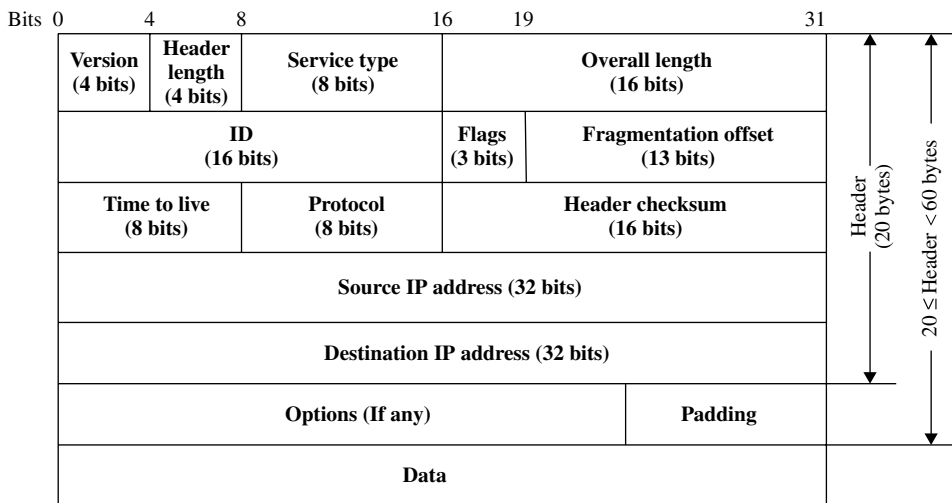 Bits 0 4 8 16 19 31
Version
(4 bits)
Header
length
(4 bits)
Service type
(8 bits)
Overall length
(16 bits)
ID
(16 bits)
Flags
(3 bits)
Fragmentation offset
(13 bits)
Time to live
(8 bits)
Protocol
(8 bits)
Header checksum
(16 bits)
Source IP address (32 bits)
Destination IP address (32 bits)
Options (If any)
Padding
Data
Header
(20 bytes)
20 ≤ Header < 60 bytes